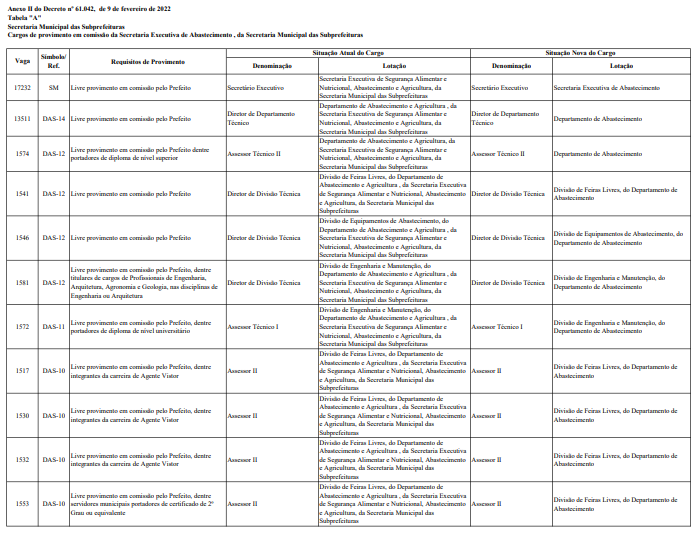 Anexo II do Decreto nº 61.042, de 9 de fevereiro de 2022
Tabela "A"
Secretaria Municipal das Subprefeituras
Cargos de provimento em comissão da Secretaria Executiva de Abastecimento , da Secretaria Municipal das Subprefeituras
Vaga Símbolo/ Requisitos de Provimento Situação Atual do Cargo Situação Nova do Cargo
Ref. Denominação Lotação Denominação Lotação
17232 SM Livre provimento em comissão pelo Prefeito Secretário Executivo Secretaria Executiva de Segurança Alimentar e Secretário Executivo Secretaria Executiva de Abastecimento
Nutricional, Abastecimento e Agricultura, da
Secretaria Municipal das Subprefeituras
13511 DAS-14 Livre provimento em comissão pelo Prefeito Diretor de Departamento Departamento de Abastecimento e Agricultura , da Diretor de Departamento Departamento de Abastecimento
Técnico Secretaria Executiva de Segurança Alimentar e Técnico
Nutricional, Abastecimento e Agricultura, da
Secretaria Municipal das Subprefeituras
1574 DAS-12 Livre provimento em comissão pelo Prefeito dentre Assessor Técnico II Departamento de Abastecimento e Agricultura, da Assessor Técnico II Departamento de Abastecimento
portadores de diploma de nível superior Secretaria Executiva de Segurança Alimentar e
Nutricional, Abastecimento e Agricultura, da
Secretaria Municipal das Subprefeituras
1541 DAS-12 Livre provimento em comissão pelo Prefeito Diretor de Divisão Técnica Divisão de Feiras Livres, do Departamento de Diretor de Divisão Técnica Divisão de Feiras Livres, do Departamento de
Abastecimento e Agricultura , da Secretaria Executiva Abastecimento
de Segurança Alimentar e Nutricional, Abastecimento
e Agricultura, da Secretaria Municipal das
Subprefeituras
1546 DAS-12 Livre provimento em comissão pelo Prefeito Diretor de Divisão Técnica Divisão de Equipamentos de Abastecimento, do Diretor de Divisão Técnica Divisão de Equipamentos de Abastecimento, do
Departamento de Abastecimento e Agricultura , da Departamento de Abastecimento
Secretaria Executiva de Segurança Alimentar e
Nutricional, Abastecimento e Agricultura, da
Secretaria Municipal das Subprefeituras
1581 DAS-12 Livre provimento em comissão pelo Prefeito, dentre Diretor de Divisão Técnica Divisão de Engenharia e Manutenção, do Diretor de Divisão Técnica Divisão de Engenharia e Manutenção, do
titulares de cargos de Profissionais de Engenharia, Departamento de Abastecimento e Agricultura , da Departamento de Abastecimento
Arquitetura, Agronomia e Geologia, nas disciplinas de Secretaria Executiva de Segurança Alimentar e
Engenharia ou Arquitetura Nutricional, Abastecimento e Agricultura, da
Secretaria Municipal das Subprefeituras
1572 DAS-11 Livre provimento em comissão pelo Prefeito, dentre Assessor Técnico I Divisão de Engenharia e Manutenção, do Assessor Técnico I Divisão de Engenharia e Manutenção, do
portadores de diploma de nível universitário Departamento de Abastecimento e Agricultura , da Departamento de Abastecimento
Secretaria Executiva de Segurança Alimentar e
Nutricional, Abastecimento e Agricultura, da
Secretaria Municipal das Subprefeituras
1517 DAS-10 Livre provimento em comissão pelo Prefeito, dentre Assessor II Divisão de Feiras Livres, do Departamento de Assessor II Divisão de Feiras Livres, do Departamento de
integrantes da carreira de Agente Vistor Abastecimento e Agricultura , da Secretaria Executiva Abastecimento
de Segurança Alimentar e Nutricional, Abastecimento
e Agricultura, da Secretaria Municipal das
Subprefeituras
1530 DAS-10 Livre provimento em comissão pelo Prefeito, dentre Assessor II Divisão de Feiras Livres, do Departamento de Assessor II Divisão de Feiras Livres, do Departamento de
integrantes da carreira de Agente Vistor Abastecimento e Agricultura , da Secretaria Executiva Abastecimento
de Segurança Alimentar e Nutricional, Abastecimento
e Agricultura, da Secretaria Municipal das
Subprefeituras
1532 DAS-10 Livre provimento em comissão pelo Prefeito, dentre Assessor II Divisão de Feiras Livres, do Departamento de Assessor II Divisão de Feiras Livres, do Departamento de
integrantes da carreira de Agente Vistor Abastecimento e Agricultura , da Secretaria Executiva Abastecimento
de Segurança Alimentar e Nutricional, Abastecimento
e Agricultura, da Secretaria Municipal das
Subprefeituras
1553 DAS-10 Livre provimento em comissão pelo Prefeito, dentre Assessor II Divisão de Feiras Livres, do Departamento de Assessor II Divisão de Feiras Livres, do Departamento de
servidores municipais portadores de certificado de 2º Abastecimento e Agricultura , da Secretaria Executiva Abastecimento
Grau ou equivalente de Segurança Alimentar e Nutricional, Abastecimento
e Agricultura, da Secretaria Municipal das
Subprefeituras